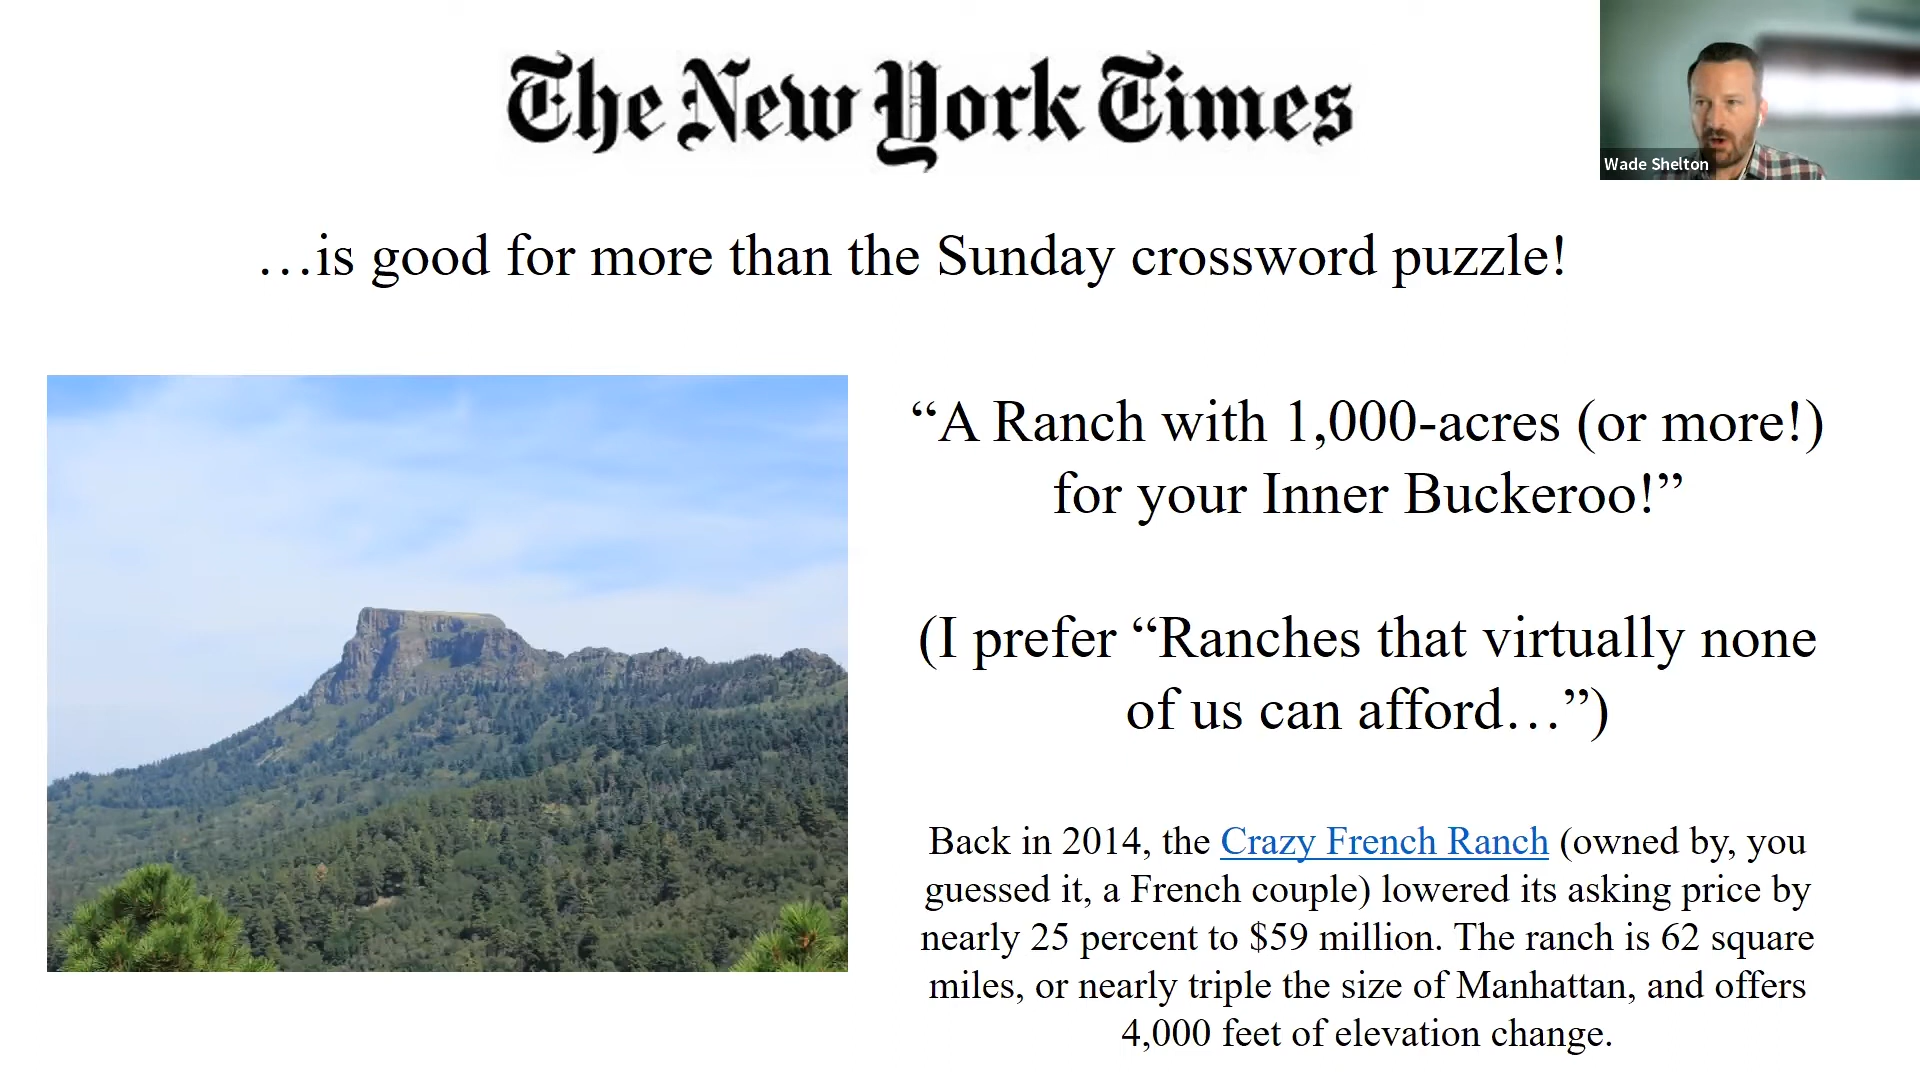 The New York Times
Wade Shelton
…is good for more than the Sunday crossword puzzle!
“A Ranch with 1,000-acres (or more!)
for your Inner Buckeroo!”
(I prefer “Ranches that virtually none
of us can afford…”)
Back in 2014, the Crazy French Ranch (owned by, you
guessed it, a French couple) lowered its asking price by
nearly 25 percent to $59 million. The ranch is 62 square
miles, or nearly triple the size of Manhattan, and offers
4,000 feet of elevation change.